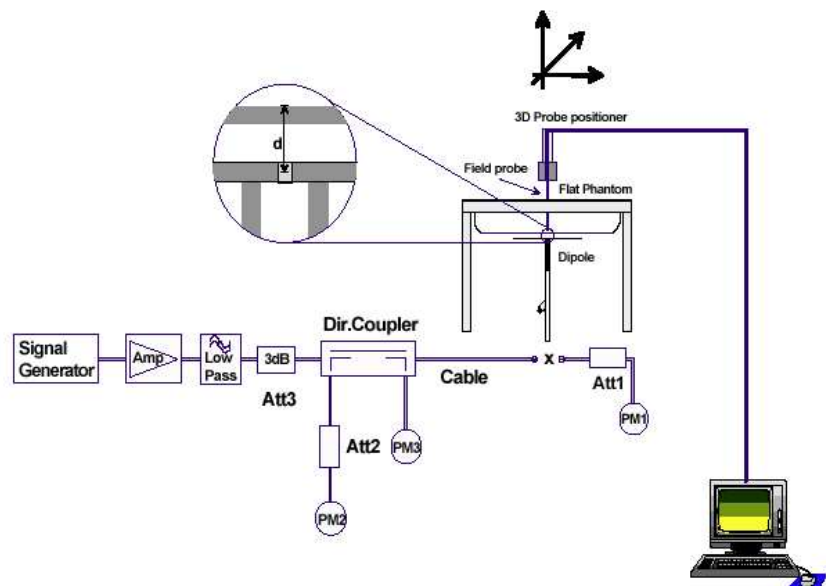 3D Probe positioner
d
Field probe
Flat Phantom
Dipole
Dir.Coupler
Signal
Generator
Amp
Low
Pass
3dB
Cable
x
Att1
Att3
PM1
Att2
PM3
PM2